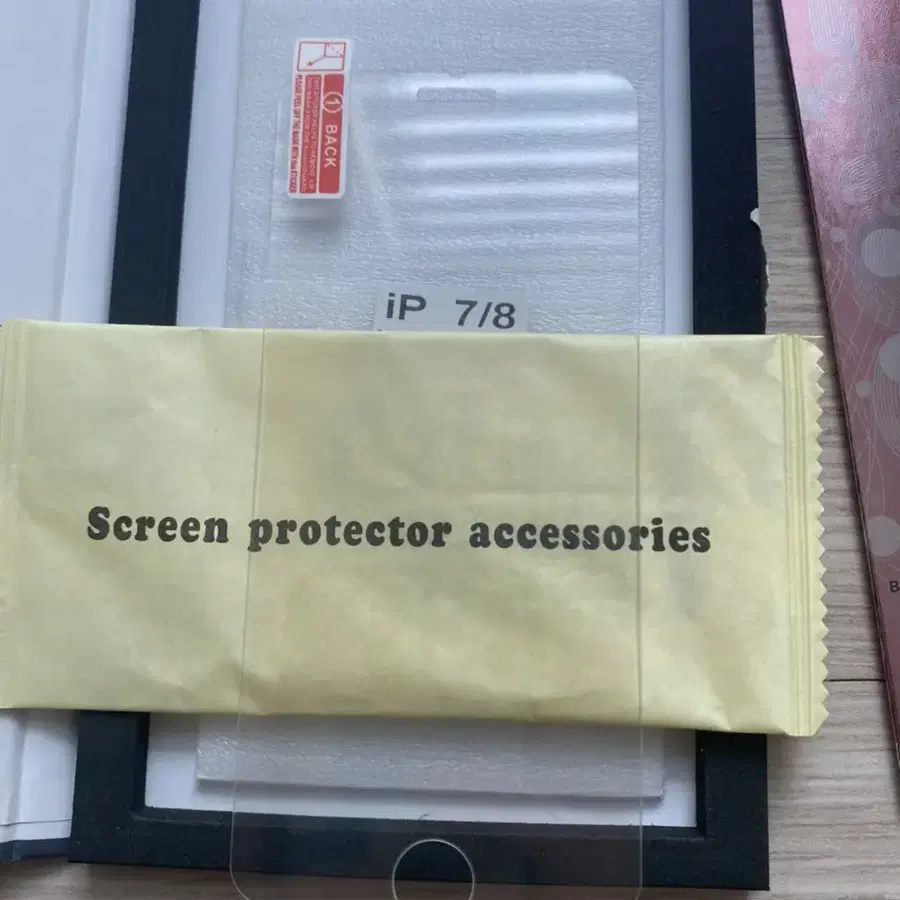 ① BACK
iP 7/8
Screen protector accessories
B